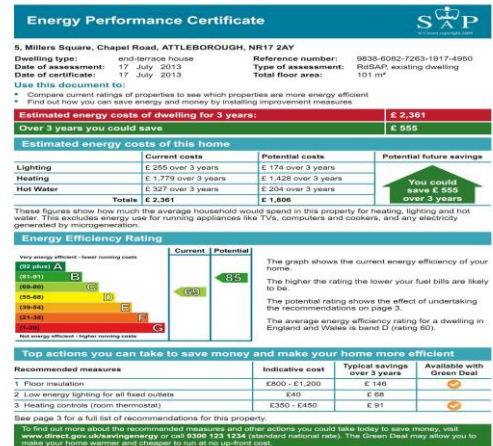 Energy Performance Certificate
SAP
5, Millers Square, Chapel Road, ATTLEBOROUGH, NR17 2AY
Dwelling type: end-terrace house Reference number: 9838-6082-7263-1917-4950
Date of assessment: 17 July 2013 Type of assessment: RdSAP, existing dwelling
Date of certificate: 17 July 2013 Total floor area: 101 m²
Use this document to:
• Compare current ratings of properties to see which properties are more energy efficient
• Find out how you can save energy and money by installing improvement measures
Estimated energy costs of dwelling for 3 years: £ 2,361
Over 3 years you could save £ 555
Estimated energy costs of this home
Current costs Potential costs Potential future savings
Lighting £ 255 over 3 years £ 174 over 3 years
Heating £ 1,779 over 3 years £ 1,428 over 3 years
Hot Water £ 327 over 3 years £ 204 over 3 years
Totals £ 2,361 £ 1,806
You could
save £ 555
over 3 years
These figures show how much the average household would spend in this property for heating, lighting and hot
water. This excludes energy use for running appliances like TVs, computers and cookers, and any electricity
generated by microgeneration.
Energy Efficiency Rating
Current Potential
Very energy efficient - lower running costs
(92 plus) A
(81-91) B
(69-80) C
(55-68) D
(39-54) E
(21-38) F
(1-20) G
Not energy efficient - higher running costs
69
85
The graph shows the current energy efficiency of your
home.
The higher the rating the lower your fuel bills are likely
to be.
The potential rating shows the effect of undertaking
the recommendations on page 3.
The average energy efficiency rating for a dwelling in
England and Wales is band D (rating 60).
Top actions you can take to save money and make your home more efficient
Recommended measures Indicative cost Typical savings over 3 years Available with Green Deal
1 Floor insulation £800 - £1,200 £ 146
2 Low energy lighting for all fixed outlets £40 £ 68
3 Heating controls (room thermostat) £350 - £450 £ 91
See page 3 for a full list of recommendations for this property.
To find out more about the recommended measures and other actions you could take today to save money, visit
www.direct.gov.uk/savingenergy or call 0300 123 1234 (standard national rate). The Green Deal may allow you to
make your home warmer and cheaper to run at no up-front cost.